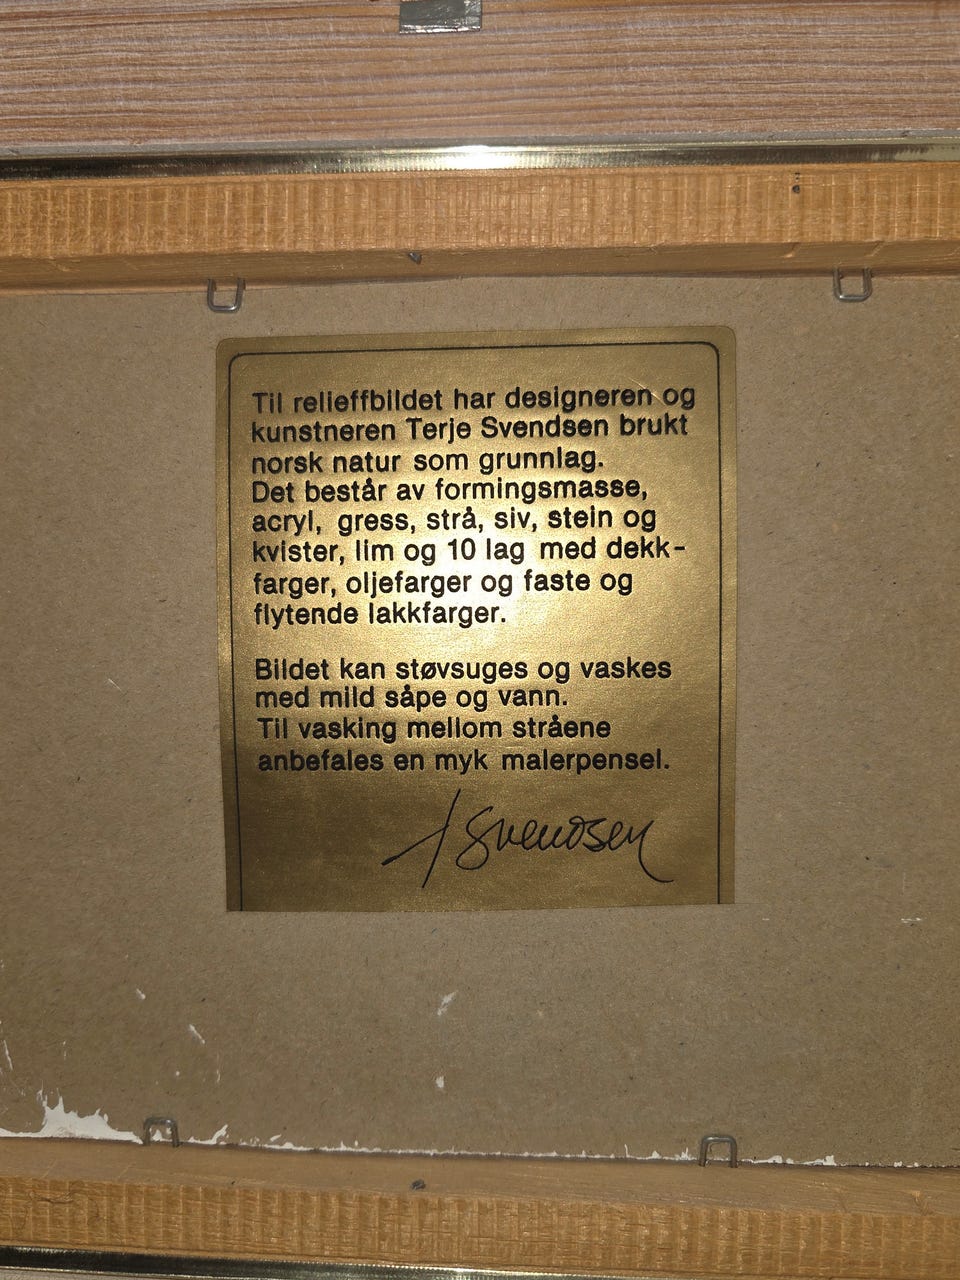 Til relieffbildet har designeren og
kunstneren Terje Svendsen brukt
norsk natur som grunnlag.
Det består av formingsmasse,
acryl, gress, strå, siv, stein og
kvister, lim og 10 lag med dekk-
farger, oljefarger og faste og
flytende lakkfarger.
Bildet kan støvsuges og vaskes
med mild såpe og vann.
Til vasking mellom stråene
anbefales en myk malerpensel.
T Svendsen